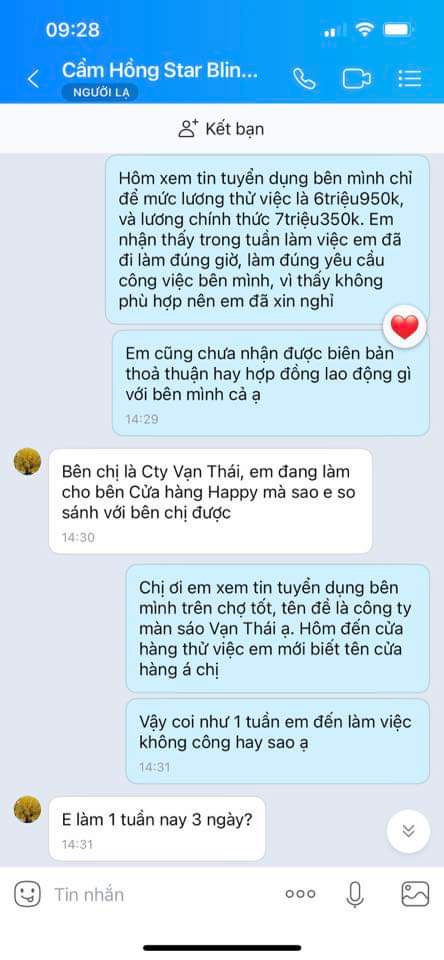 09:28
Cẩm Hồng Star Blin...
NGƯỜI LẠ
Kết bạn
Hôm xem tin tuyển dụng bên mình chỉ
để mức lương thử việc là 6triệu950k,
và lương chính thức 7triệu350k. Em
nhận thấy trong tuần làm việc em đã
đi làm đúng giờ, làm đúng yêu cầu
công việc bên mình, vì thấy không
phù hợp nên em đã xin nghỉ
Em cũng chưa nhận được biên bản
thoả thuận hay hợp đồng lao động gì
với bên mình cả ạ
14:29
Bên chị là Cty Vạn Thái, em đang làm
cho bên Cửa hàng Happy mà sao e so
sánh với bên chị được
14:30
Chị ơi em xem tin tuyển dụng bên
mình trên chợ tốt, tên đề là công ty
màn sáo Vạn Thái ạ. Hôm đến cửa
hàng thử việc em mới biết tên cửa
hàng á chị
Vậy coi như 1 tuần em đến làm việc
không công hay sao ạ
14:31
E làm 1 tuần nay 3 ngày?
14:31
Tin nhắn